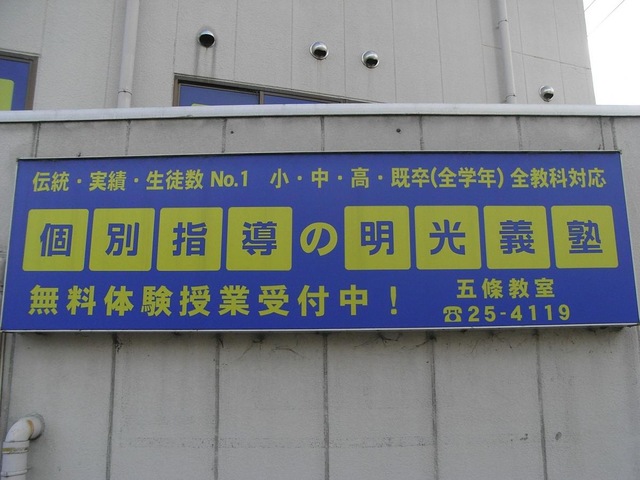 伝統・実績・生徒数 No.1 小・中・高・既卒(全学年) 全教科対応
個別指導の明光義塾
無料体験授業受付中！
五條教室
☎25-4119